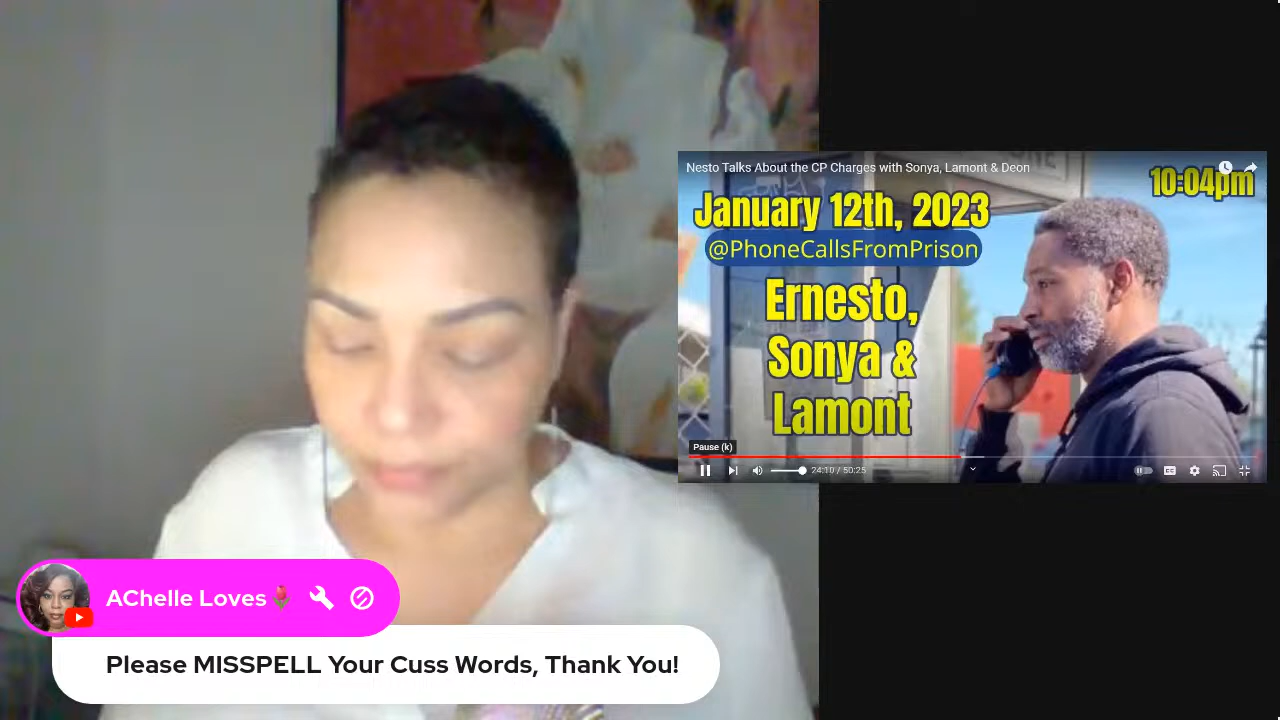 Nesto Talks About the CP Charges with Sonya, Lamont & Deon
10:04pm
January 12th, 2023
@PhoneCallsFromPrison
Ernesto,
Sonya &
Lamont
Pause (k)
24:10 / 50:25
CC
AChelle Loves🌹
Please MISSPELL Your Cuss Words, Thank You!